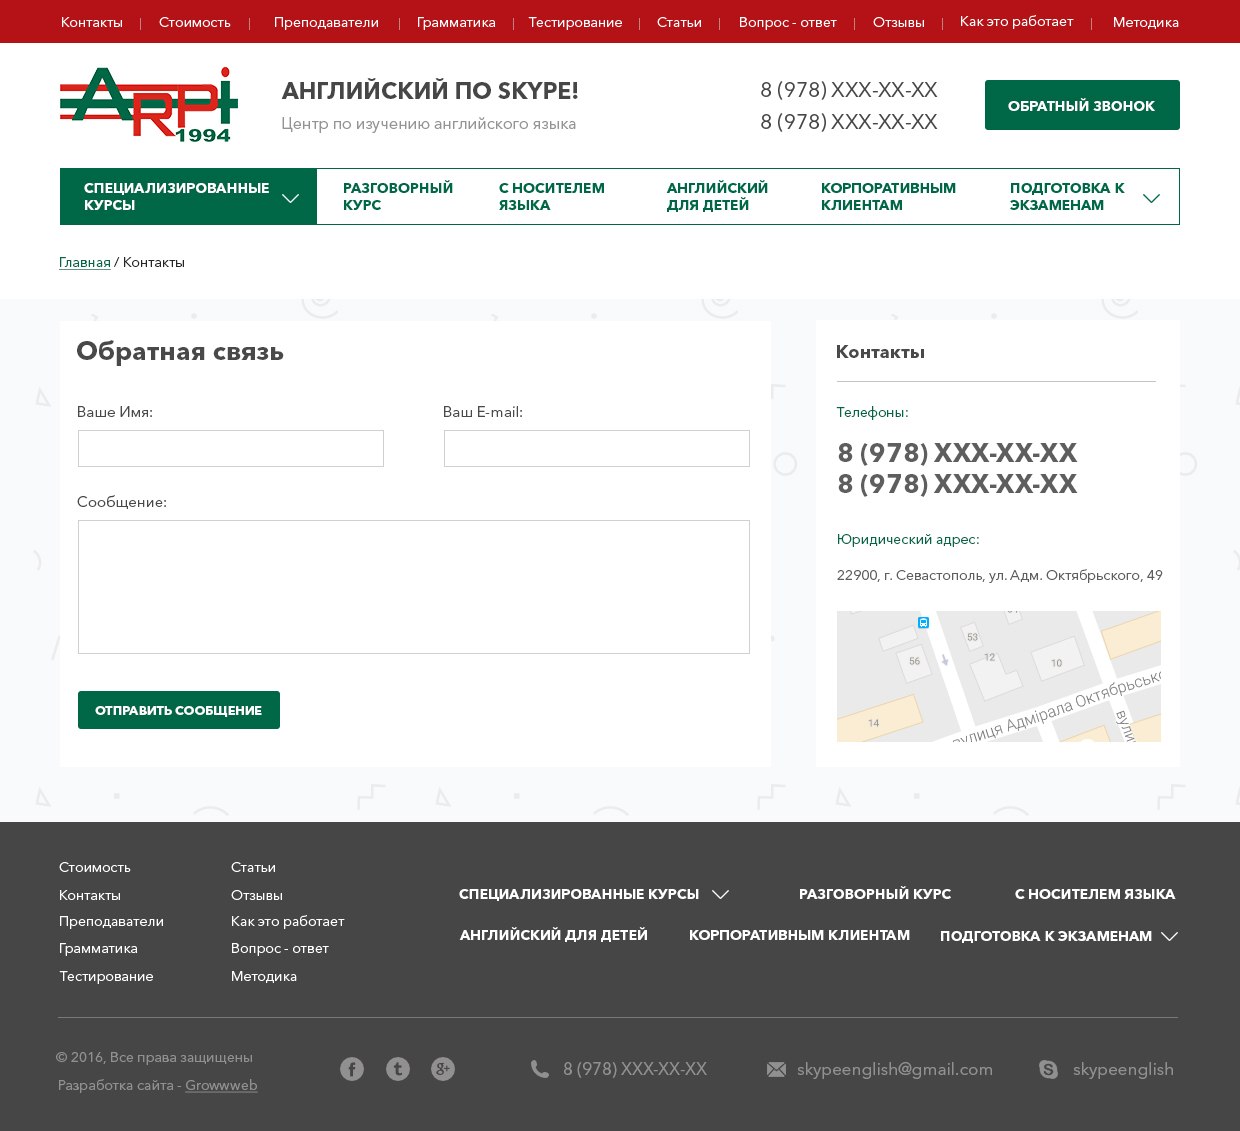 Контакты
Стоимость
Преподаватели
Грамматика
Тестирование
Статьи
Вопрос - ответ
Отзывы
Как это работает
Методика
ARPI
1994
АНГЛИЙСКИЙ ПО SKYPE!
Центр по изучению английского языка
8 (978) XXX-XX-XX
8 (978) XXX-XX-XX
ОБРАТНЫЙ ЗВОНОК
СПЕЦИАЛИЗИРОВАННЫЕ
КУРСЫ
РАЗГОВОРНЫЙ
КУРС
С НОСИТЕЛЕМ
ЯЗЫКА
АНГЛИЙСКИЙ
ДЛЯ ДЕТЕЙ
КОРПОРАТИВНЫМ
КЛИЕНТАМ
ПОДГОТОВКА К
ЭКЗАМЕНАМ
Главная / Контакты
Обратная связь
Ваше Имя:
Ваш E-mail:
Сообщение:
ОТПРАВИТЬ СООБЩЕНИЕ
Контакты
Телефоны:
8 (978) XXX-XX-XX
8 (978) XXX-XX-XX
Юридический адрес:
22900, г. Севастополь, ул. Адм. Октябрьского, 49
53
56
12
10
14
вулиця Адмірала Октябрсько
вули
Стоимость
Контакты
Преподаватели
Грамматика
Тестирование
Статьи
Отзывы
Как это работает
Вопрос - ответ
Методика
СПЕЦИАЛИЗИРОВАННЫЕ КУРСЫ
РАЗГОВОРНЫЙ КУРС
С НОСИТЕЛЕМ ЯЗЫКА
АНГЛИЙСКИЙ ДЛЯ ДЕТЕЙ
КОРПОРАТИВНЫМ КЛИЕНТАМ
ПОДГОТОВКА К ЭКЗАМЕНАМ
© 2016, Все права защищены
Разработка сайта - Growwweb
8 (978) XXX-XX-XX
skypeenglish@gmail.com
skypeenglish